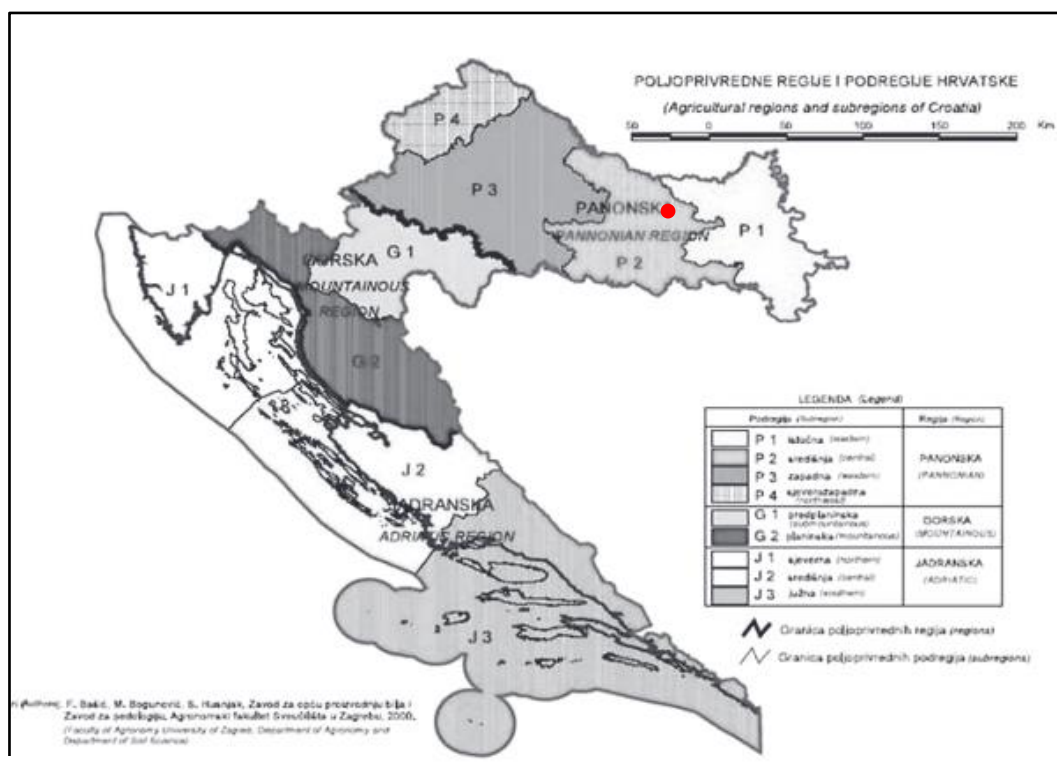 POLJOPRIVREDNE REGIJE I PODREGIJE HRVATSKE
(Agricultural regions and subregions of Croatia)
50 0 50 100 150 200 Km
P 4
P 3
PANONSK
PANNONIAN REGION
P 1
P 2
G 1
GORSKA
MOUNTAINOUS
REGION
J 1
G 2
J 2
JADRANSKA
ADRIATIC REGION
J 3
LEGENDA (Legend)
Podregija (Subregion) Regija (Region)
P 1 istočna (eastern)
P 2 središnja (central)
P 3 zapadna (western)
P 4 sjeverozapadna
PANONSKA
(PANNONIAN)
G 1 predplaninska
(submountainous)
G 2 planinska (mountainous)
GORSKA
(MOUNTAINOUS)
J 1 sjeverna (northern)
J 2 središnja (central)
J 3 južna (southern)
JADRANSKA
(ADRIATIC)
Granica poljoprivrednih regija (regions)
Granica poljoprivrednih podregija (subregions)
F. Bašić, M. Bogunović, S. Husnjak, Zavod za opću proizvodnju bilja i
Zavod za pedologiju, Agronomski fakultet Sveučilišta u Zagrebu, 2000.
(Faculty of Agronomy University of Zagreb, Department of Agronomy and
Department of Soil Science)